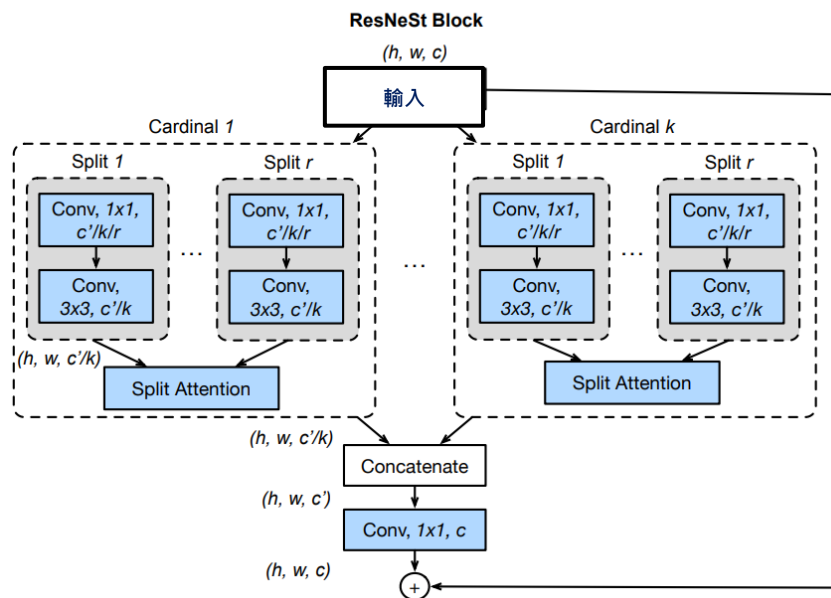 ResNeSt Block
(h, w, c)
輸入
Cardinal 1
Cardinal k
Split 1
Split r
Split 1
Split r
Conv, 1x1,
c'/k/r
Conv, 1x1,
c'/k/r
Conv, 1x1,
c'/k/r
Conv, 1x1,
c'/k/r
...
...
...
Conv,
3x3, c'/k
Conv,
3x3, c'/k
Conv,
3x3, c'/k
Conv,
3x3, c'/k
(h, w, c'/k)
Split Attention
Split Attention
(h, w, c'/k)
Concatenate
(h, w, c')
Conv, 1x1, c
(h, w, c)
+